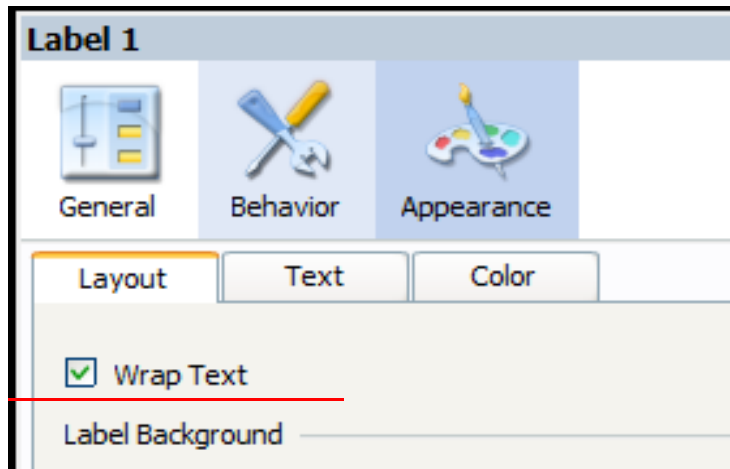 Label 1
General Behavior Appearance
Layout Text Color
Wrap Text
Label Background